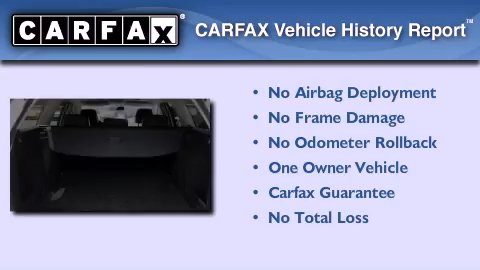 CARFAX® CARFAX Vehicle History Report™
• No Airbag Deployment
• No Frame Damage
• No Odometer Rollback
• One Owner Vehicle
• Carfax Guarantee
• No Total Loss